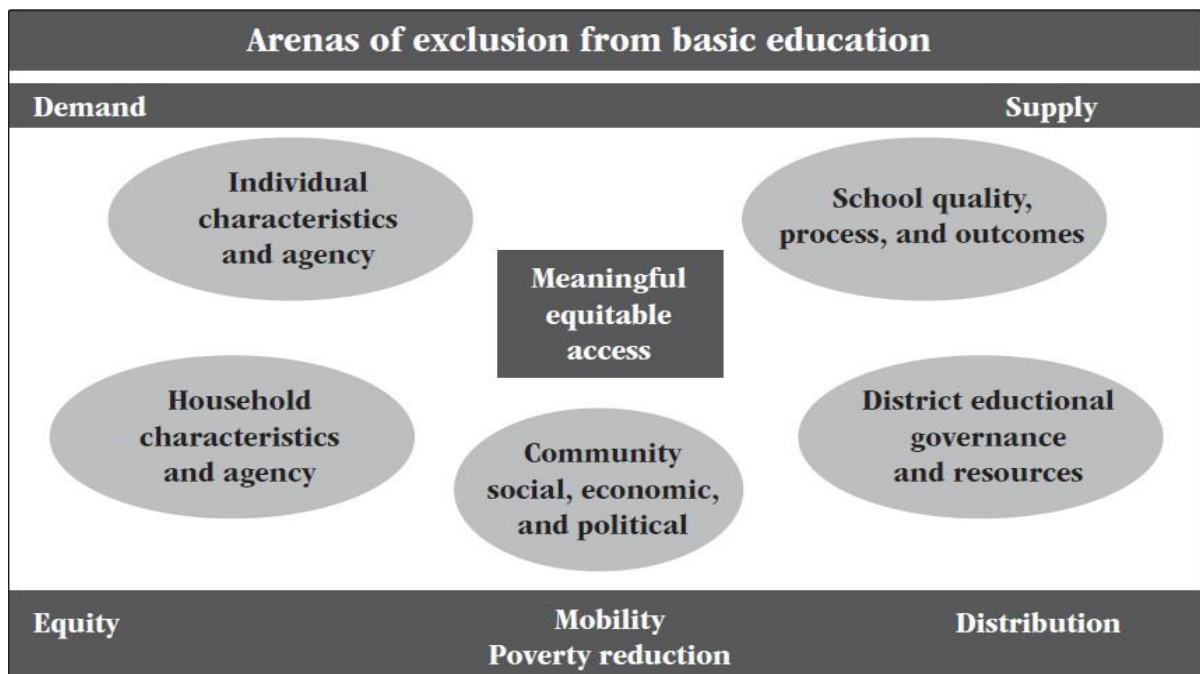 Arenas of exclusion from basic education
Demand
Supply
Individual
characteristics
and agency
School quality,
process, and outcomes
Meaningful
equitable
access
Household
characteristics
and agency
Community
social, economic,
and political
District eductional
governance
and resources
Equity
Mobility
Poverty reduction
Distribution